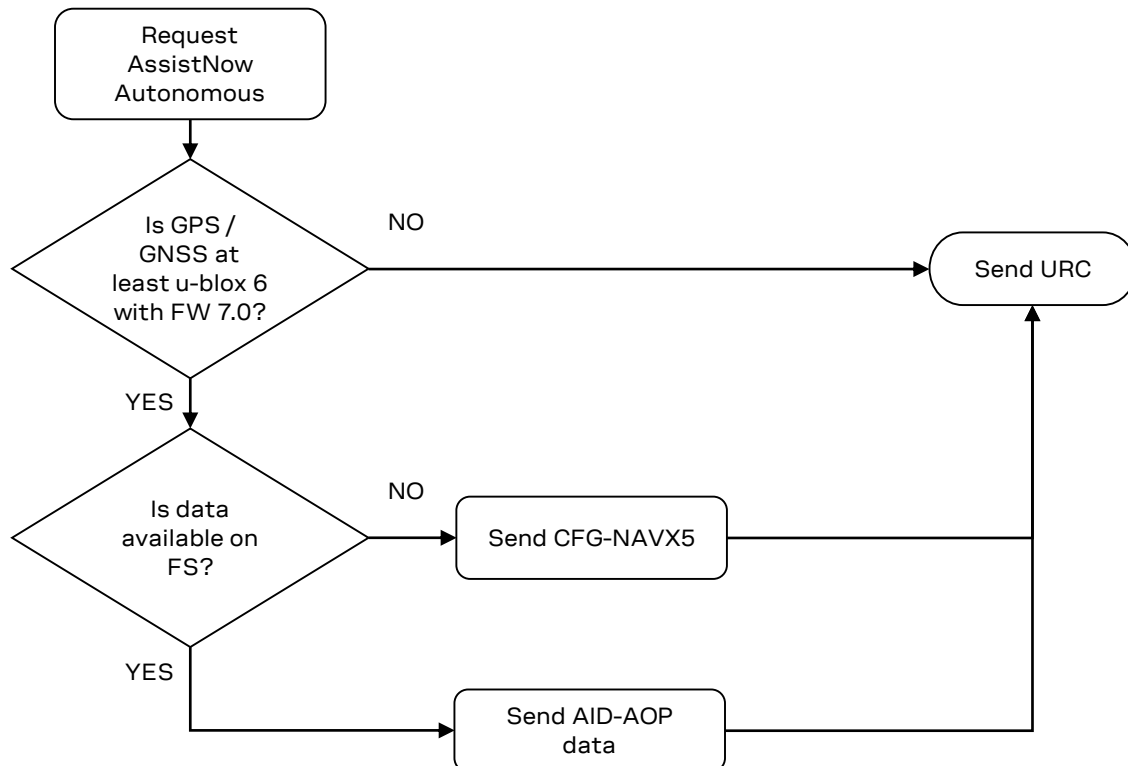 Request
AssistNow
Autonomous
Is GPS /
GNSS at
least u-blox 6
with FW 7.0?
NO
Send URC
YES
Is data
available on
FS?
NO
Send CFG-NAVX5
YES
Send AID-AOP
data